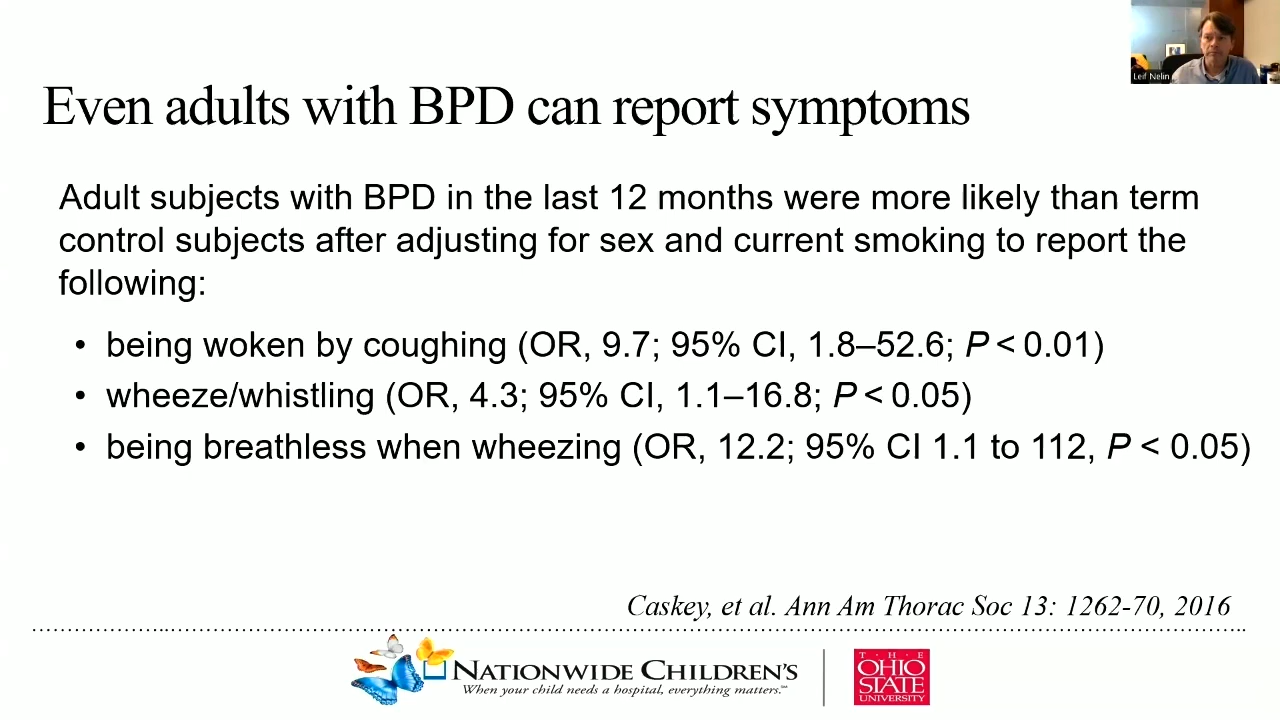 Leif Nelin
Even adults with BPD can report symptoms
Adult subjects with BPD in the last 12 months were more likely than term
control subjects after adjusting for sex and current smoking to report the
following:
• being woken by coughing (OR, 9.7; 95% CI, 1.8–52.6; P < 0.01)
• wheeze/whistling (OR, 4.3; 95% CI, 1.1–16.8; P < 0.05)
• being breathless when wheezing (OR, 12.2; 95% CI 1.1 to 112, P < 0.05)
Caskey, et al. Ann Am Thorac Soc 13: 1262-70, 2016
NATIONWIDE CHILDREN'S
When your child needs a hospital, everything matters.℠
THE
OHIO
STATE
UNIVERSITY